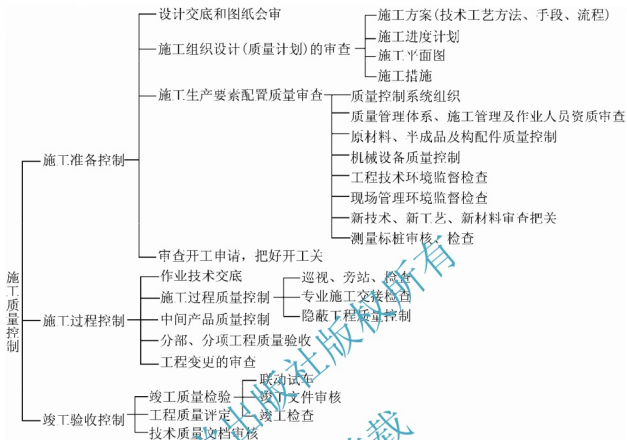 设计交底和图纸会审
施工方案(技术工艺方法、手段、流程)
施工组织设计(质量计划)的审查
施工进度计划
施工平面图
施工措施
施工生产要素配置质量审查
质量控制系统组织
质量管理体系、施工管理及作业人员资质审查
原材料、半成品及构配件质量控制
施工准备控制
机械设备质量控制
工程技术环境监督检查
现场管理环境监督检查
新技术、新工艺、新材料审查把关
测量标桩审核、检查
审查开工申请,把好开工关
施工质量控制
作业技术交底
施工过程质量控制
巡视、旁站、检查
专业施工交接检查
隐蔽工程质量控制
施工过程控制
中间产品质量控制
分部、分项工程质量验收
工程变更的审查
竣工验收控制
竣工质量检验
联动试车
竣工文件审核
竣工检查
工程质量评定
技术质量文档审核
出版社版权所有
载